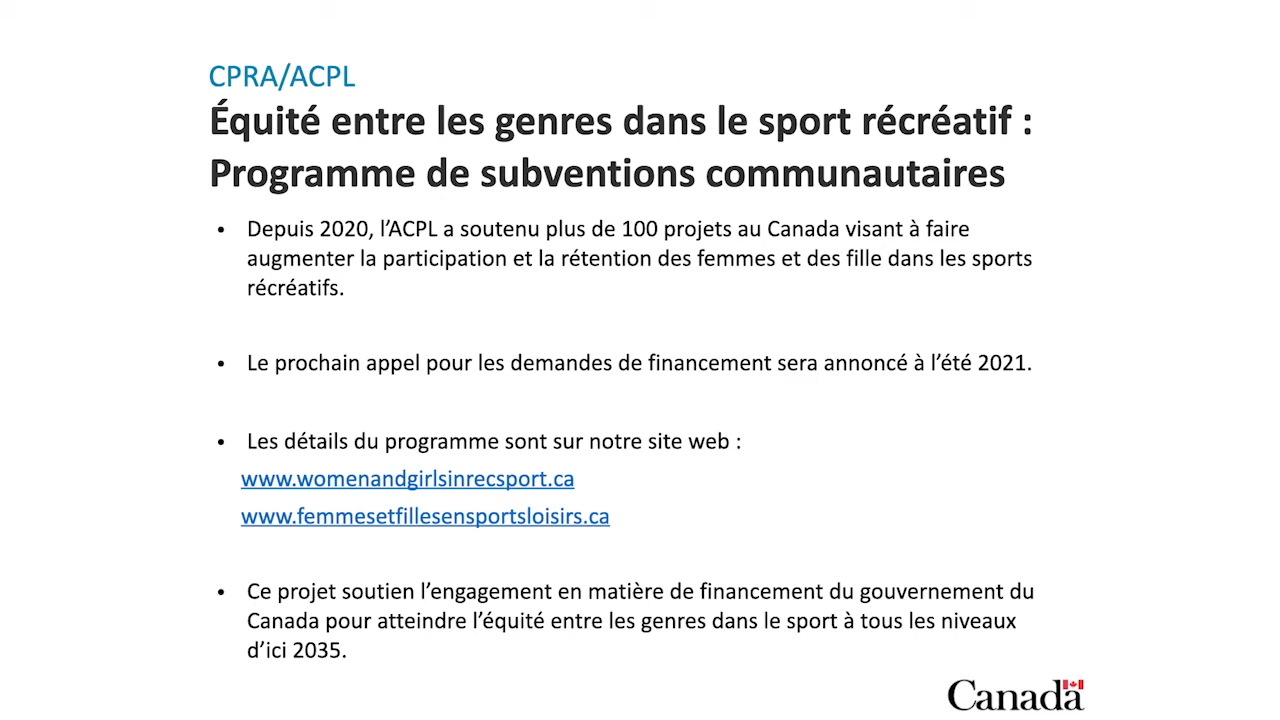 CPRA/ACPL
Équité entre les genres dans le sport récréatif :
Programme de subventions communautaires
• Depuis 2020, l’ACPL a soutenu plus de 100 projets au Canada visant à faire
augmenter la participation et la rétention des femmes et des fille dans les sports
récréatifs.
• Le prochain appel pour les demandes de financement sera annoncé à l’été 2021.
• Les détails du programme sont sur notre site web :
www.womenandgirlsinrecsport.ca
www.femmesetfillesensportsloisirs.ca
• Ce projet soutien l’engagement en matière de financement du gouvernement du
Canada pour atteindre l’équité entre les genres dans le sport à tous les niveaux
d’ici 2035.
Canada